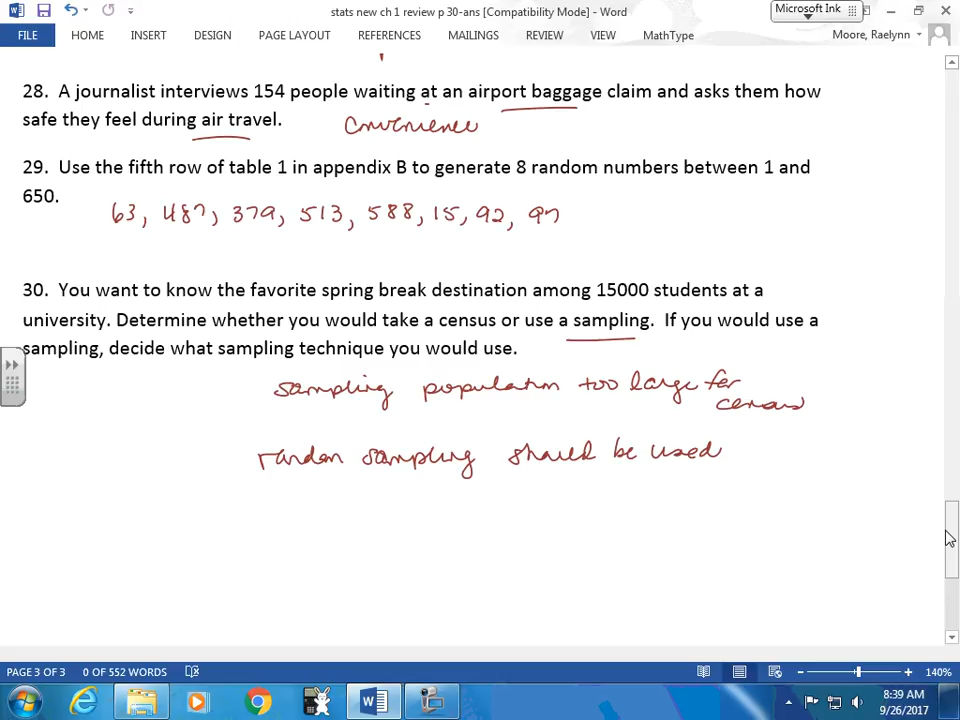 stats new ch 1 review p 30-ans [Compatibility Mode] - Word
Microsoft Ink
FILE HOME INSERT DESIGN PAGE LAYOUT REFERENCES MAILINGS REVIEW VIEW MathType Moore, Raelynn
28. A journalist interviews 154 people waiting at an airport baggage claim and asks them how
safe they feel during air travel. Convenience
29. Use the fifth row of table 1 in appendix B to generate 8 random numbers between 1 and
650.
63, 487, 379, 513, 588, 15, 92, 97
30. You want to know the favorite spring break destination among 15000 students at a
university. Determine whether you would take a census or use a sampling. If you would use a
sampling, decide what sampling technique you would use.
sampling population too large for
census
random sampling should be used
PAGE 3 OF 3 0 OF 552 WORDS 140%
8:39 AM
9/26/2017